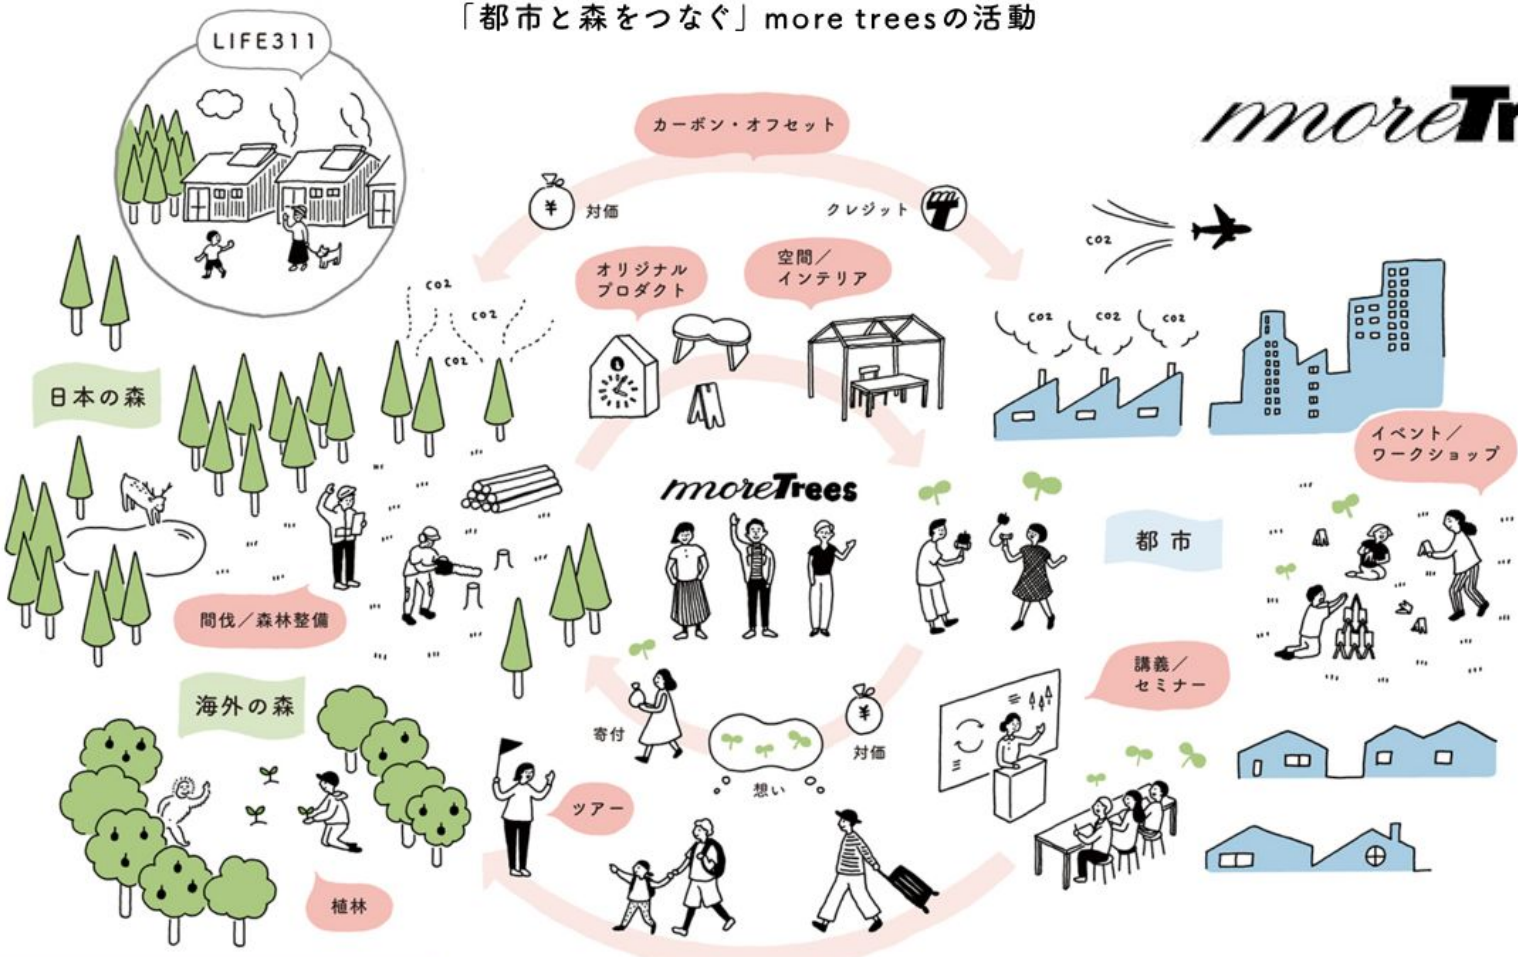 「都市と森をつなぐ」more treesの活動
LIFE311
カーボン・オフセット
対価
クレジット
オリジナル
プロダクト
空間／
インテリア
CO2
CO2
CO2
CO2
CO2
CO2
CO2
日本の森
イベント／
ワークショップ
moreTrees
都市
間伐／森林整備
講義／
セミナー
海外の森
寄付
対価
想い
ツアー
植林